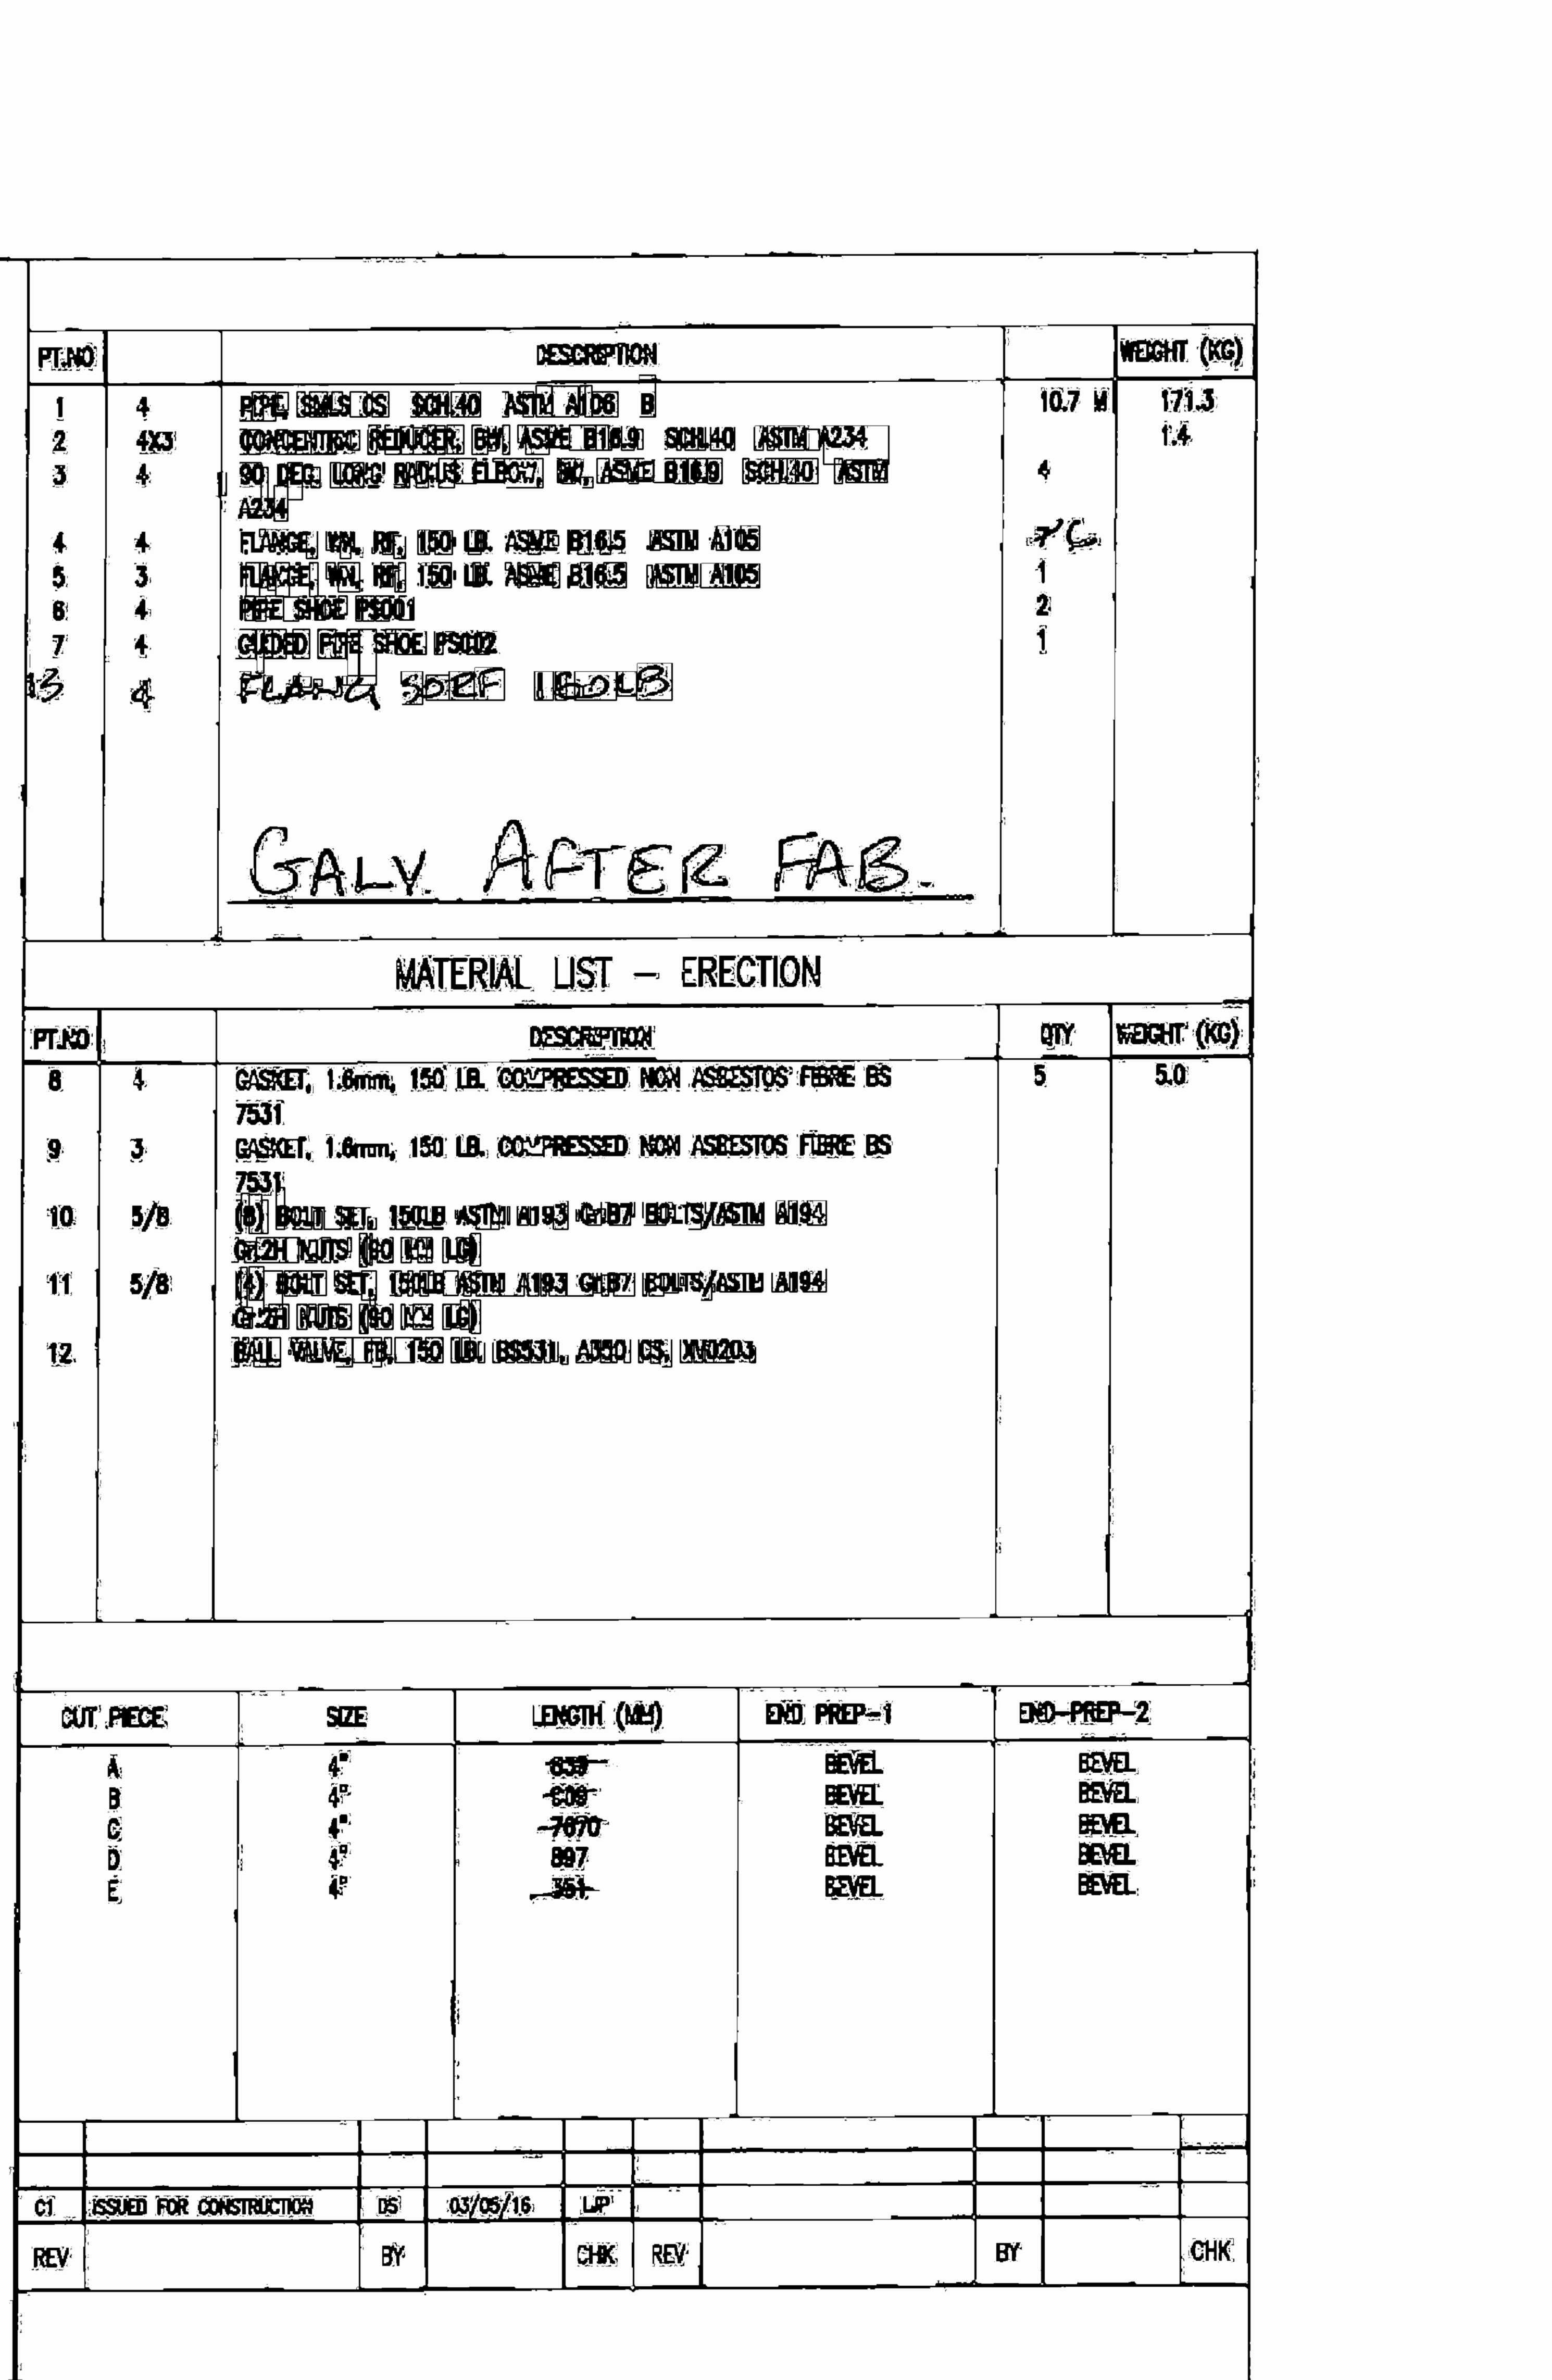 PT.NO DESCRIPTION WEIGHT (KG)
1 4 PIPE, SMLS CS SCH.40 ASTM A106 B 10.7 M 171.3
2 4X3 CONCENTRIC REDUCER, BW, ASME B16.9 SCH.40 ASTM A234 1.4
3 4 90 DEG. LONG RADIUS ELBOW, BW, ASME B16.9 SCH.40 ASTM 4
A234
4 4 FLANGE, WN, RF, 150 LB. ASME B16.5 ASTM A105
5 3 FLANGE, WN, RF, 150 LB. ASME B16.5 ASTM A105 1
6 4 PIPE SHOE PS001 2
7 4 GUIDED PIPE SHOE PS002 1
13 4 FLANG SORF 150LB
GALV. AFTER FAB.
MATERIAL LIST – ERECTION
PT.NO DESCRIPTION QTY WEIGHT (KG)
8 4 GASKET, 1.6mm, 150 LB. COMPRESSED NON ASBESTOS FIBRE BS 5 5.0
7531
9 3 GASKET, 1.6mm, 150 LB. COMPRESSED NON ASBESTOS FIBRE BS
7531
10 5/8 (8) BOLT SET, 150LB ASTM A193 Gr.B7 BOLTS/ASTM A194
Gr.2H NUTS (90 MM LG)
11 5/8 (4) BOLT SET, 150LB ASTM A193 Gr.B7 BOLTS/ASTM A194
Gr.2H NUTS (90 MM LG)
12 BALL VALVE, FB, 150 LB. BS531, A350 CS, XV0203
CUT PIECE SIZE LENGTH (MM) END PREP-1 END-PREP-2
A 4" BEVEL BEVEL
B 4" BEVEL BEVEL
C 4" 7670 BEVEL BEVEL
D 4" 897 BEVEL BEVEL
E 4" 351 BEVEL BEVEL
C1 ISSUED FOR CONSTRUCTION DS 03/05/16 LJP
REV BY CHK REV BY CHK